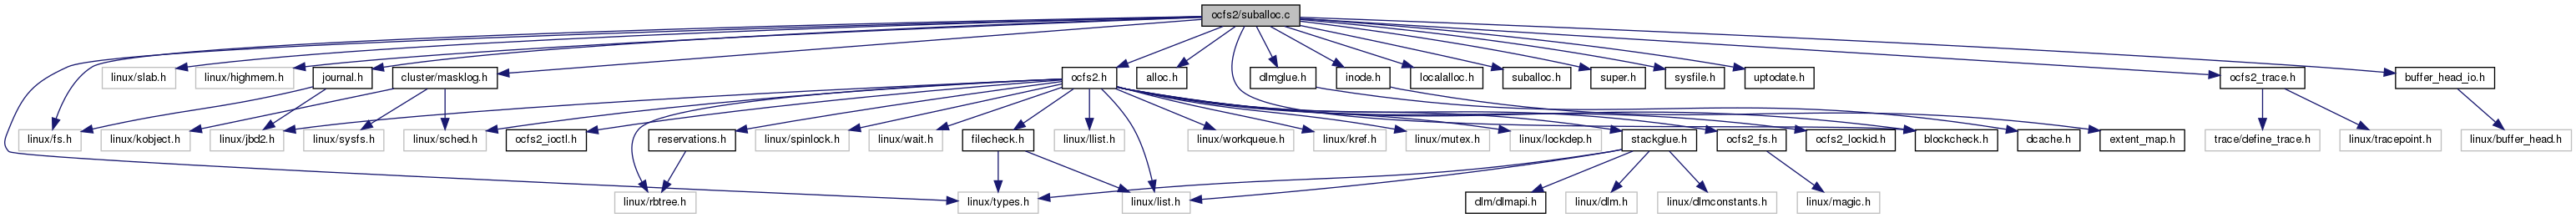 ocfs2/suballoc.c
linux/slab.h
linux/highmem.h
journal.h
cluster/masklog.h
ocfs2.h
alloc.h
dlmglue.h
inode.h
localalloc.h
suballoc.h
super.h
sysfile.h
uptodate.h
ocfs2_trace.h
buffer_head_io.h
linux/fs.h
linux/kobject.h
linux/jbd2.h
linux/sysfs.h
linux/sched.h
ocfs2_ioctl.h
reservations.h
linux/spinlock.h
linux/wait.h
filecheck.h
linux/llist.h
linux/workqueue.h
linux/kref.h
linux/mutex.h
linux/lockdep.h
stackglue.h
ocfs2_fs.h
ocfs2_lockid.h
blockcheck.h
dcache.h
extent_map.h
trace/define_trace.h
linux/tracepoint.h
linux/buffer_head.h
linux/rbtree.h
linux/types.h
linux/list.h
dlm/dlmapi.h
linux/dlm.h
linux/dlmconstants.h
linux/magic.h